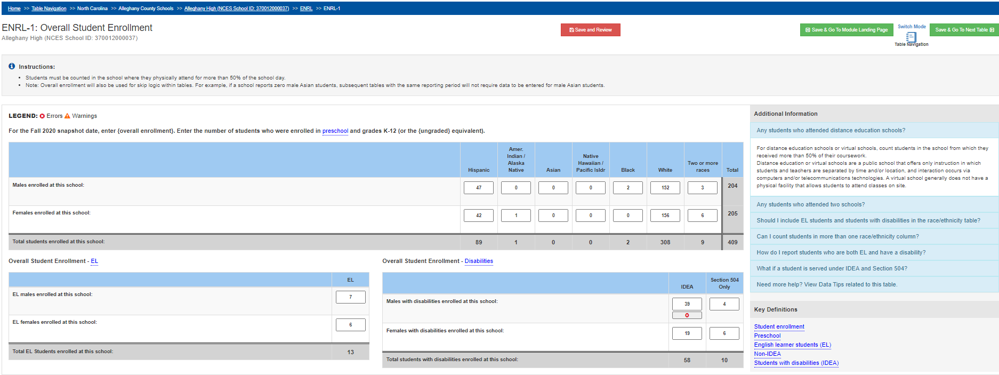 Home >> Table Navigation >> North Carolina >> Alleghany County Schools >> Alleghany High (NCES School ID: 370012000037) >> ENRL >> ENRL-1
ENRL-1: Overall Student Enrollment
Alleghany High (NCES School ID: 370012000037)
Save and Review
Save & Go To Module Landing Page
Switch Mode
Table Navigation
Save & Go To Next Table
Instructions:
• Students must be counted in the school where they physically attend for more than 50% of the school day.
• Note: Overall enrollment will also be used for skip logic within tables. For example, if a school reports zero male Asian students, subsequent tables with the same reporting period will not require data to be entered for male Asian students.
LEGEND: Errors Warnings
For the Fall 2020 snapshot date, enter {overall enrollment}. Enter the number of students who were enrolled in preschool and grades K-12 (or the {ungraded} equivalent).
Hispanic
Amer.
Indian /
Alaska
Native
Asian
Native
Hawaiian /
Pacific Isldr
Black
White
Two or more
races
Total
Males enrolled at this school: 47 0 0 0 2 152 3 204
Females enrolled at this school: 42 1 0 0 0 156 6 205
Total students enrolled at this school: 89 1 0 0 2 308 9 409
Overall Student Enrollment - EL
EL
EL males enrolled at this school: 7
EL females enrolled at this school: 6
Total EL Students enrolled at this school: 13
Overall Student Enrollment - Disabilities
IDEA
Section 504
Only
Males with disabilities enrolled at this school: 39 4
Females with disabilities enrolled at this school: 19 6
Total students with disabilities enrolled at this school: 58 10
Additional Information
Any students who attended distance education schools?
For distance education schools or virtual schools, count students in the school from which they
received more than 50% of their coursework.
Distance education or virtual schools are a public school that offers only instruction in which
students and teachers are separated by time and/or location, and interaction occurs via
computers and/or telecommunications technologies. A virtual school generally does not have a
physical facility that allows students to attend classes on site.
Any students who attended two schools?
Should I include EL students and students with disabilities in the race/ethnicity table?
Can I count students in more than one race/ethnicity column?
How do I report students who are both EL and have a disability?
What if a student is served under IDEA and Section 504?
Need more help? View Data Tips related to this table.
Key Definitions
Student enrollment
Preschool
English learner students (EL)
Non-IDEA
Students with disabilities (IDEA)